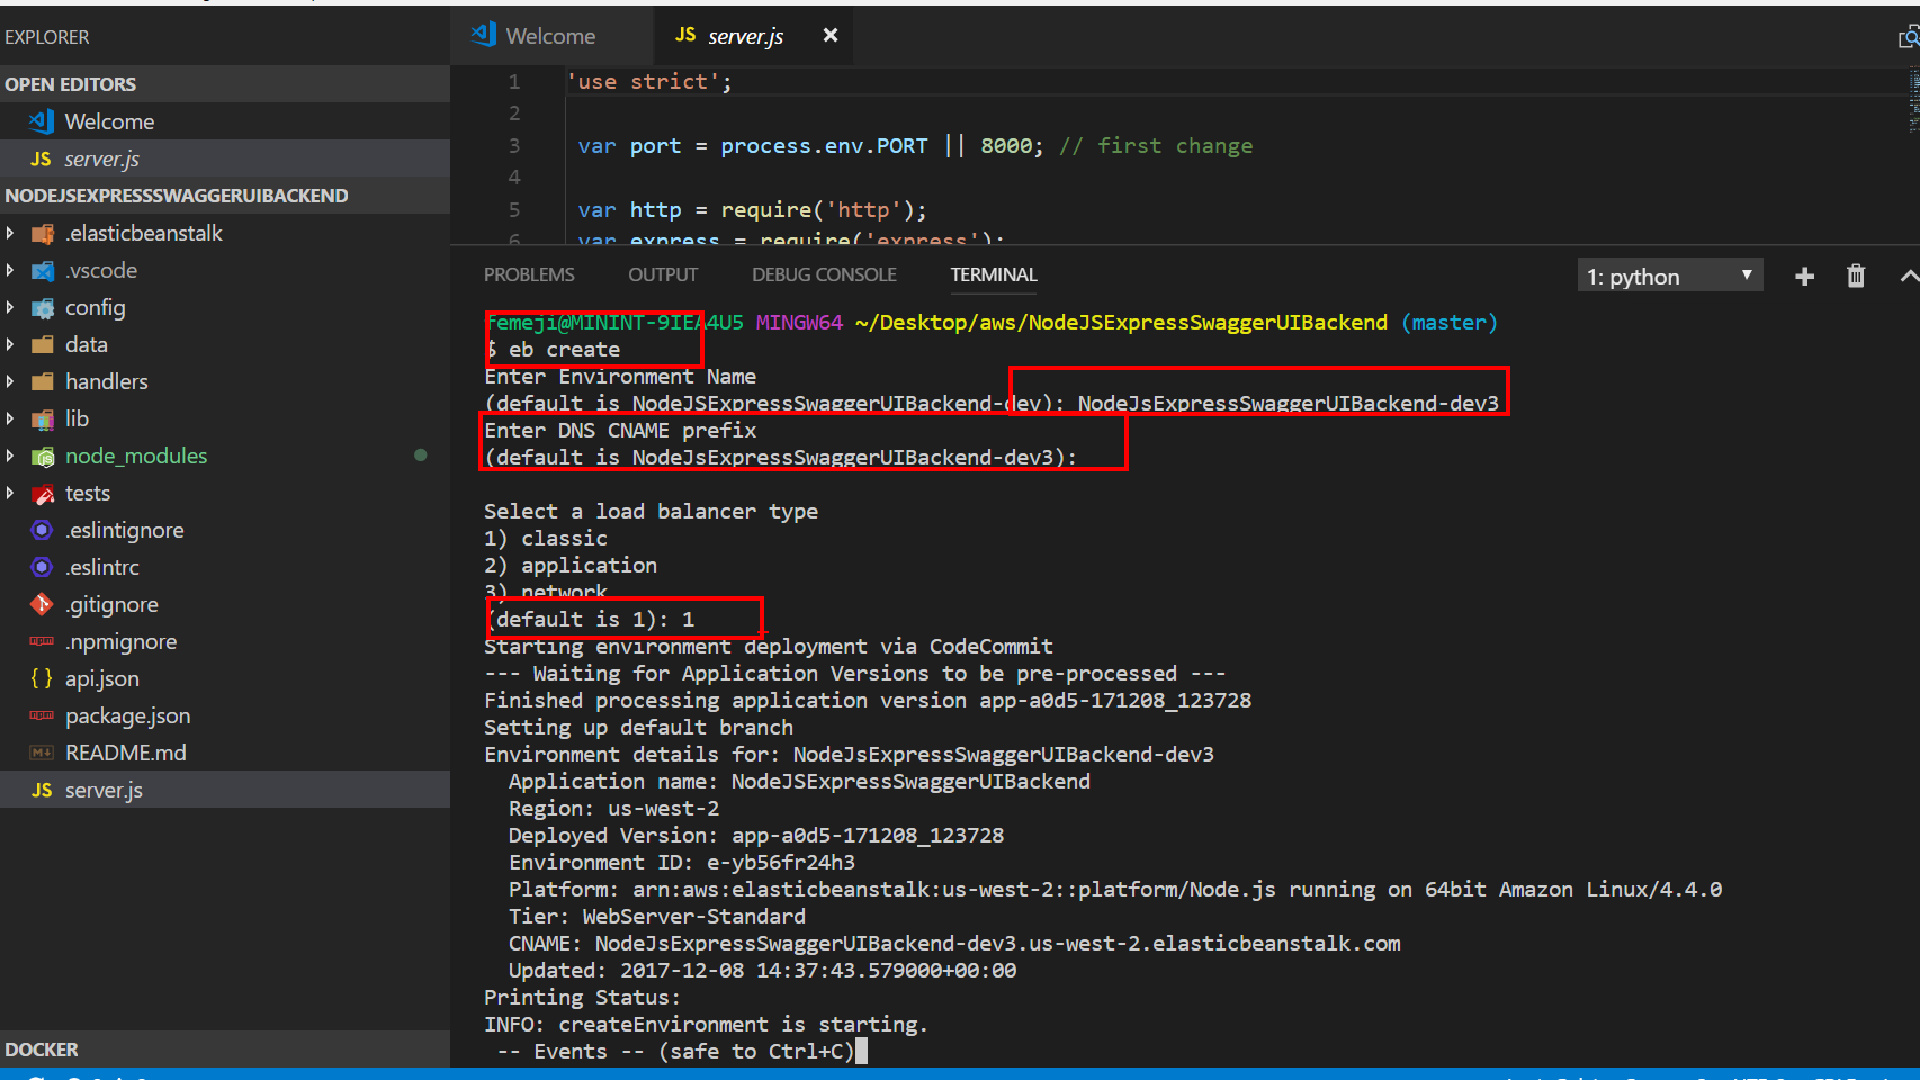 EXPLORER
OPEN EDITORS
Welcome
JS server.js
NODEJSEXPRESSSWAGGERUIBACKEND
.elasticbeanstalk
.vscode
config
data
handlers
lib
node_modules
tests
.eslintignore
.eslintrc
.gitignore
.npmignore
{} api.json
package.json
README.md
JS server.js
DOCKER
Welcome
JS server.js
1 'use strict';
2
3 var port = process.env.PORT || 8000; // first change
4
5 var http = require('http');
6 var express = require('express');
PROBLEMS OUTPUT DEBUG CONSOLE TERMINAL
1: python
femeji@MININT-9IEA4U5 MINGW64 ~/Desktop/aws/NodeJSExpressSwaggerUIBackend (master)
$ eb create
Enter Environment Name
(default is NodeJSExpressSwaggerUIBackend-dev): NodeJsExpressSwaggerUIBackend-dev3
Enter DNS CNAME prefix
(default is NodeJsExpressSwaggerUIBackend-dev3):
Select a load balancer type
1) classic
2) application
3) network
(default is 1): 1
Starting environment deployment via CodeCommit
--- Waiting for Application Versions to be pre-processed ---
Finished processing application version app-a0d5-171208_123728
Setting up default branch
Environment details for: NodeJsExpressSwaggerUIBackend-dev3
Application name: NodeJSExpressSwaggerUIBackend
Region: us-west-2
Deployed Version: app-a0d5-171208_123728
Environment ID: e-yb56fr24h3
Platform: arn:aws:elasticbeanstalk:us-west-2::platform/Node.js running on 64bit Amazon Linux/4.4.0
Tier: WebServer-Standard
CNAME: NodeJsExpressSwaggerUIBackend-dev3.us-west-2.elasticbeanstalk.com
Updated: 2017-12-08 14:37:43.579000+00:00
Printing Status:
INFO: createEnvironment is starting.
-- Events -- (safe to Ctrl+C)